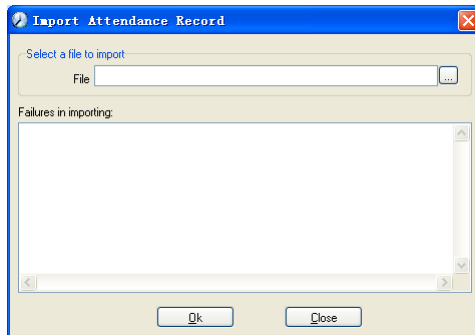 Import Attendance Record
Select a file to import
File
...
Failures in importing:
Ok
Close